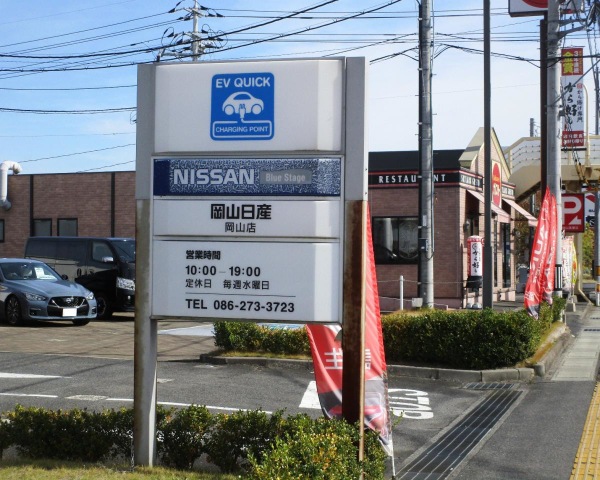 EV QUICK
CHARGING POINT
NISSAN Blue Stage
岡山日産
岡山店
営業時間
10:00 - 19:00
定休日 毎週水曜日
TEL 086-273-3723
RESTAURANT
P